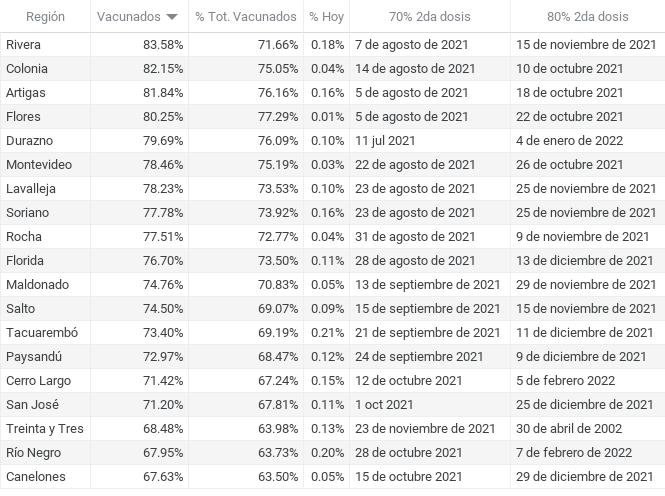 Región Vacunados % Tot. Vacunados % Hoy 70% 2da dosis 80% 2da dosis
Rivera 83.58% 71.66% 0.18% 7 de agosto de 2021 15 de noviembre de 2021
Colonia 82.15% 75.05% 0.04% 14 de agosto de 2021 10 de octubre 2021
Artigas 81.84% 76.16% 0.16% 5 de agosto de 2021 18 de octubre 2021
Flores 80.25% 77.29% 0.01% 5 de agosto de 2021 22 de octubre 2021
Durazno 79.69% 76.09% 0.10% 11 jul 2021 4 de enero de 2022
Montevideo 78.46% 75.19% 0.03% 22 de agosto de 2021 26 de octubre 2021
Lavalleja 78.23% 73.53% 0.10% 23 de agosto de 2021 25 de noviembre de 2021
Soriano 77.78% 73.92% 0.16% 23 de agosto de 2021 25 de noviembre de 2021
Rocha 77.51% 72.77% 0.04% 31 de agosto de 2021 9 de noviembre de 2021
Florida 76.70% 73.50% 0.11% 28 de agosto de 2021 13 de diciembre de 2021
Maldonado 74.76% 70.83% 0.05% 13 de septiembre de 2021 29 de noviembre de 2021
Salto 74.50% 69.07% 0.09% 15 de septiembre de 2021 15 de noviembre de 2021
Tacuarembó 73.40% 69.19% 0.21% 21 de septiembre de 2021 11 de diciembre de 2021
Paysandú 72.97% 68.47% 0.12% 24 de septiembre 2021 9 de diciembre de 2021
Cerro Largo 71.42% 67.24% 0.15% 12 de octubre 2021 5 de febrero 2022
San José 71.20% 67.81% 0.11% 1 oct 2021 25 de diciembre de 2021
Treinta y Tres 68.48% 63.98% 0.13% 23 de noviembre de 2021 30 de abril de 2002
Río Negro 67.95% 63.73% 0.20% 28 de octubre 2021 7 de febrero de 2022
Canelones 67.63% 63.50% 0.05% 15 de octubre 2021 29 de diciembre de 2021